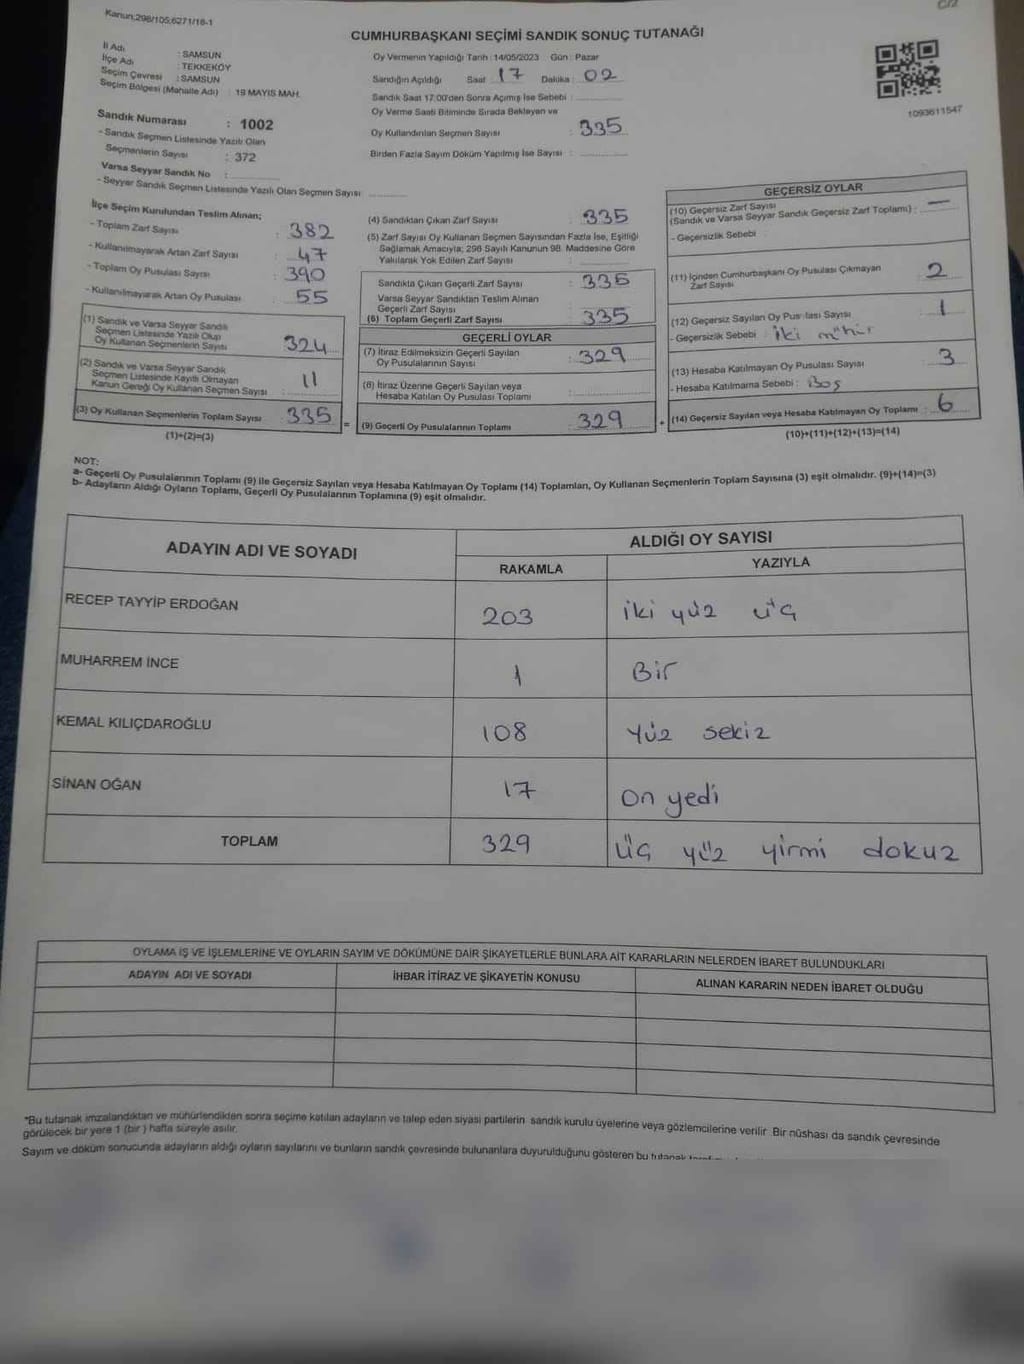 Kanun:298/105;6271/16-1
C/2
CUMHURBAŞKANI SEÇİMİ SANDIK SONUÇ TUTANAĞI
İl Adı : SAMSUN
İlçe Adı : TEKKEKÖY
Seçim Çevresi : SAMSUN
Seçim Bölgesi (Mahalle Adı) : 19 MAYIS MAH.
Sandık Numarası : 1002
- Sandık Seçmen Listesinde Yazılı Olan
Seçmenlerin Sayısı : 372
Varsa Seyyar Sandık No :
- Seyyar Sandık Seçmen Listesinde Yazılı Olan Seçmen Sayısı
Oy Vermenin Yapıldığı Tarih : 14/05/2023 Gün : Pazar
Sandığın Açıldığı Saat 17 Dakika : 02
Sandık Saat 17:00'den Sonra Açımış İse Sebebi :
Oy Verme Saati Bitiminde Sırada Bekleyen ve
Oy Kullandırılan Seçmen Sayısı : 335
Birden Fazla Sayım Döküm Yapılmış İse Sayısı :
1093611547
İlçe Seçim Kurulundan Teslim Alınan;
- Toplam Zarf Sayısı : 382
- Kullanılmayarak Artan Zarf Sayısı : 47
- Toplam Oy Pusulası Sayısı : 390
- Kullanılmayarak Artan Oy Pusulası : 55
(1) Sandık ve Varsa Seyyar Sandık
Seçmen Listesinde Yazılı Olup
Oy Kullanan Seçmenlerin Sayısı 324
(2) Sandık ve Varsa Seyyar Sandık
Seçmen Listesinde Kayıtlı Olmayan
Kanun Gereği Oy Kullanan Seçmen Sayısı : 11
(3) Oy Kullanan Seçmenlerin Toplam Sayısı : 335
(1)+(2)=(3)
(4) Sandıktan Çıkan Zarf Sayısı : 335
(5) Zarf Sayısı Oy Kullanan Seçmen Sayısından Fazla İse, Eşitliği
Sağlamak Amacıyla; 298 Sayılı Kanunun 98. Maddesine Göre
Yakılarak Yok Edilen Zarf Sayısı :
Sandıkta Çıkan Geçerli Zarf Sayısı : 335
Varsa Seyyar Sandıktan Teslim Alınan
Geçerli Zarf Sayısı :
(6) Toplam Geçerli Zarf Sayısı : 335
GEÇERLİ OYLAR
(7) İtiraz Edilmeksizin Geçerli Sayılan
Oy Pusulalarının Sayısı : 329
(8) İtiraz Üzerine Geçerli Sayılan veya
Hesaba Katılan Oy Pusulası Toplamı :
= (9) Geçerli Oy Pusulalarının Toplamı : 329
GEÇERSİZ OYLAR
(10) Geçersiz Zarf Sayısı
(Sandık ve Varsa Seyyar Sandık Geçersiz Zarf Toplamı) : —
- Geçersizlik Sebebi :
(11) İçinden Cumhurbaşkanı Oy Pusulası Çıkmayan
Zarf Sayısı : 2
(12) Geçersiz Sayılan Oy Pusulası Sayısı : 1
- Geçersizlik Sebebi : iki mühür
(13) Hesaba Katılmayan Oy Pusulası Sayısı : 3
- Hesaba Katılmama Sebebi : Boş
+ (14) Geçersiz Sayılan veya Hesaba Katılmayan Oy Toplamı : 6
(10)+(11)+(12)+(13)=(14)
NOT:
a- Geçerli Oy Pusulalarının Toplamı (9) ile Geçersiz Sayılan veya Hesaba Katılmayan Oy Toplamı (14) Toplamları, Oy Kullanan Seçmenlerin Toplam Sayısına (3) eşit olmalıdır. (9)+(14)=(3)
b- Adayların Aldığı Oyların Toplamı, Geçerli Oy Pusulalarının Toplamına (9) eşit olmalıdır.
ADAYIN ADI VE SOYADI
ALDIĞI OY SAYISI
RAKAMLA YAZIYLA
RECEP TAYYİP ERDOĞAN 203 iki yüz üç
MUHARREM İNCE 1 Bir
KEMAL KILIÇDAROĞLU 108 Yüz sekiz
SİNAN OĞAN 17 on yedi
TOPLAM 329 üç yüz yirmi dokuz
OYLAMA İŞ VE İŞLEMLERİNE VE OYLARIN SAYIM VE DÖKÜMÜNE DAİR ŞİKAYETLERLE BUNLARA AİT KARARLARIN NELERDEN İBARET BULUNDUKLARI
ADAYIN ADI VE SOYADI İHBAR İTİRAZ VE ŞİKAYETİN KONUSU ALINAN KARARIN NEDEN İBARET OLDUĞU
*Bu tutanak imzalandıktan ve mühürlendikten sonra seçime katılan adayların ve talep eden siyasi partilerin sandık kurulu üyelerine veya gözlemcilerine verilir. Bir nüshası da sandık çevresinde
görülecek bir yere 1 (bir) hafta süreyle asılır.
Sayım ve döküm sonucunda adayların aldığı oyların sayılarını ve bunların sandık çevresinde bulunanlara duyurulduğunu gösteren bu tutanak